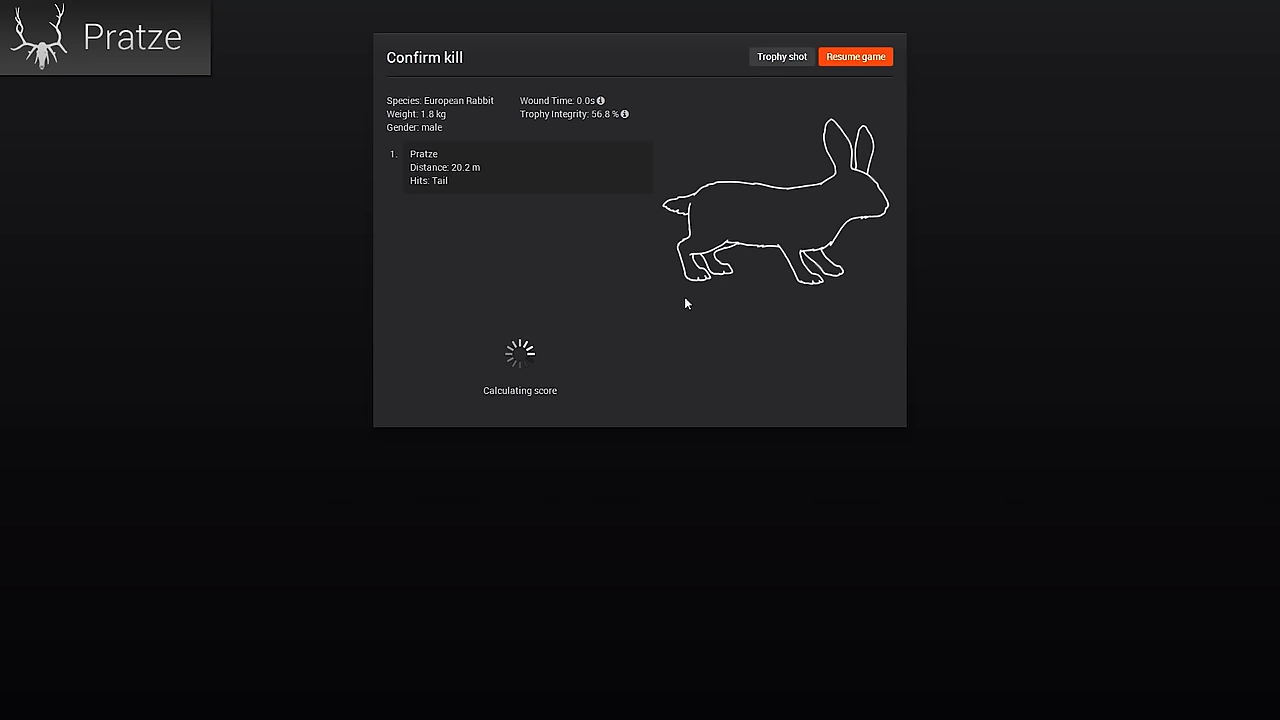 Pratze
Confirm kill
Trophy shot
Resume game
Species: European Rabbit
Weight: 1.8 kg
Gender: male
Wound Time: 0.0s
Trophy Integrity: 56.8 %
1.
Pratze
Distance: 20.2 m
Hits: Tail
Calculating score